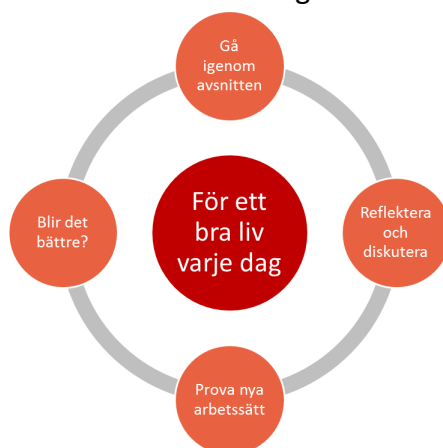 Gå
igenom
avsnitten
Reflektera
och
diskutera
Prova nya
arbetssätt
Blir det
bättre?
För ett
bra liv
varje dag